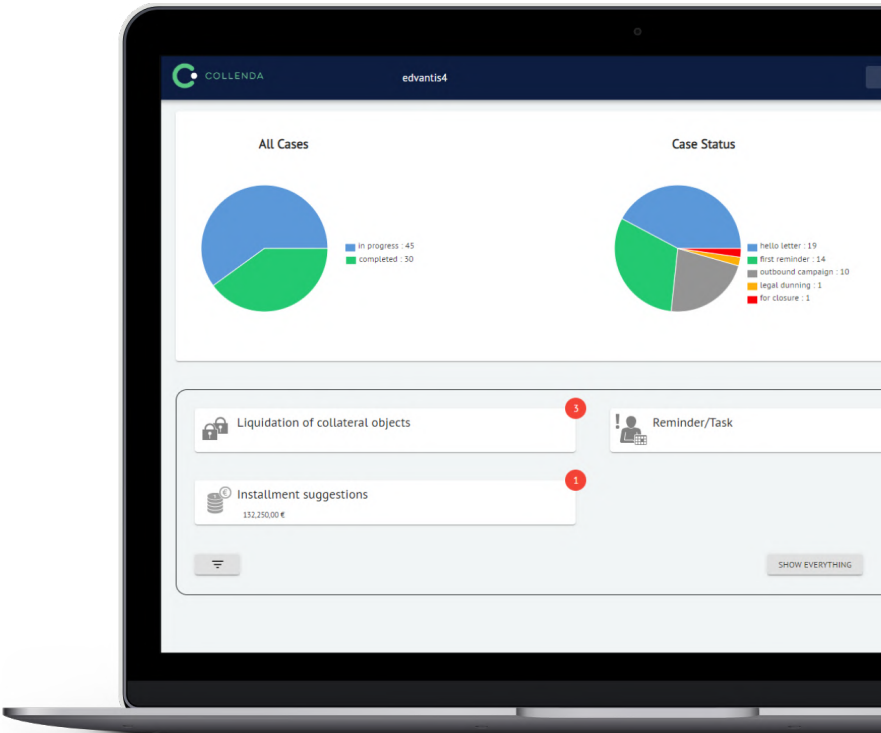 COLLENDA
edvantis4
All Cases
in progress : 45
completed : 30
Case Status
hello letter : 19
first reminder : 14
outbound campaign : 10
legal dunning : 1
for closure : 1
Liquidation of collateral objects
3
Reminder/Task
Installment suggestions
1
132,250,00 €
SHOW EVERYTHING